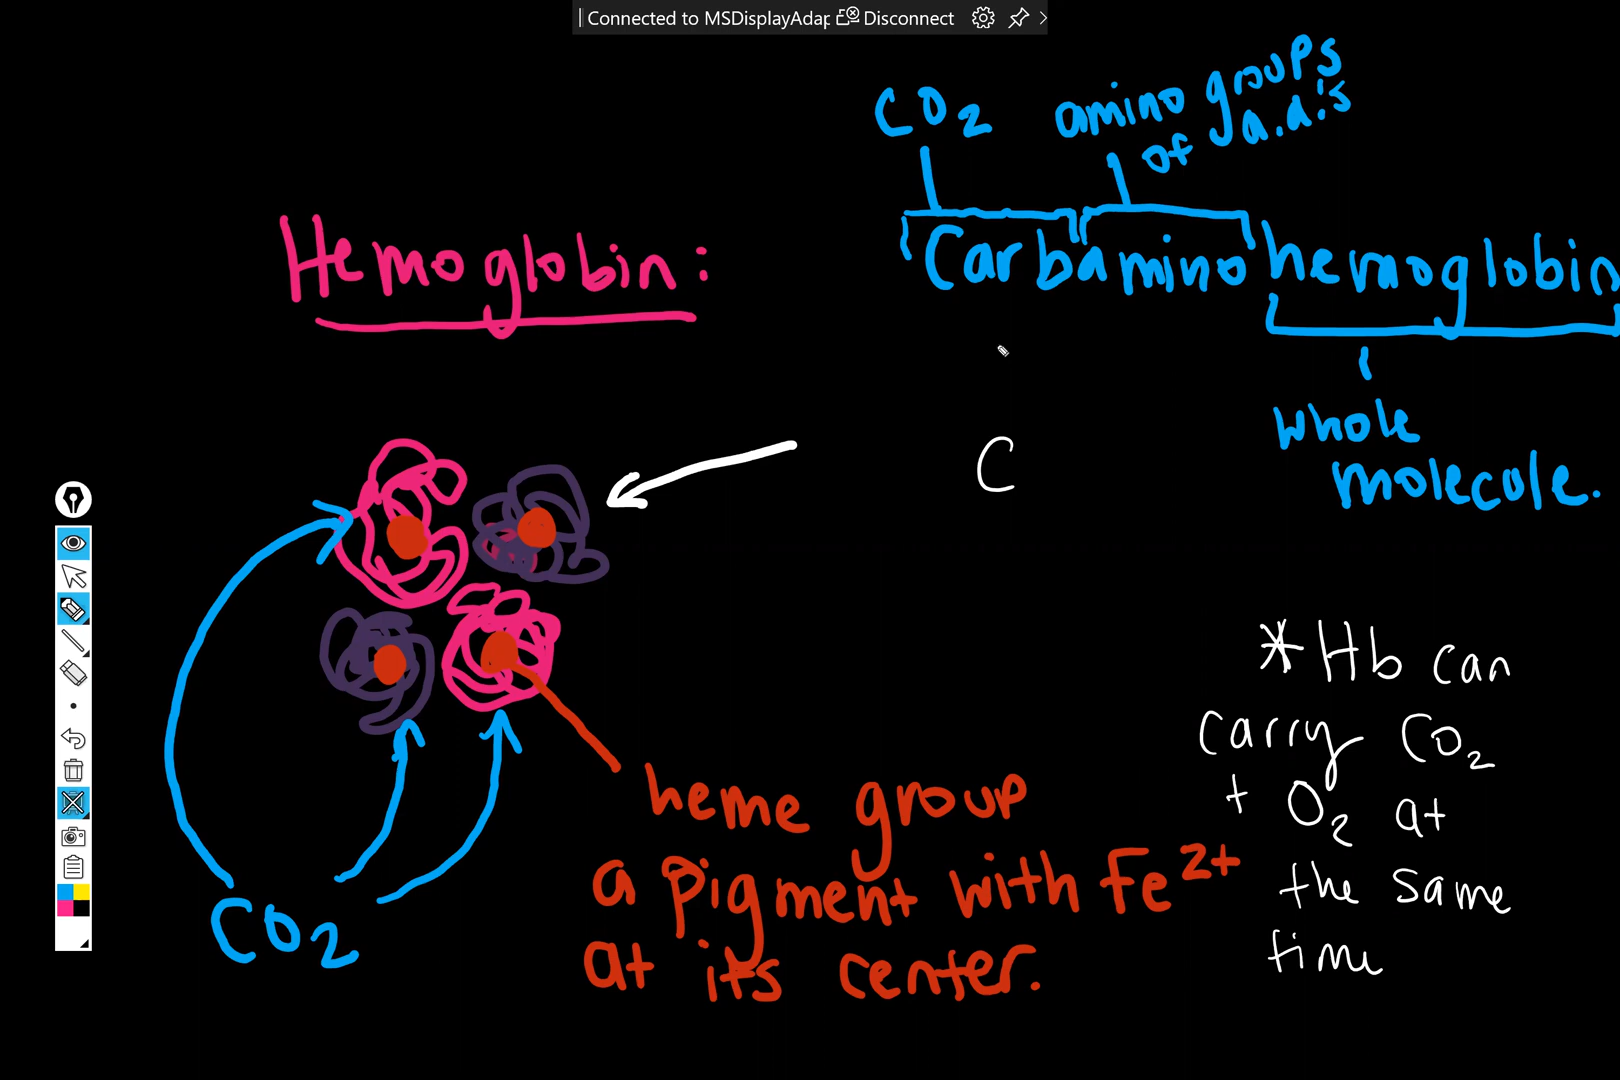 Connected to MSDisplayAdap Disconnect
CO2 amino groups
of a.a.'s
Hemoglobin:
Carbaminohemoglobin
whole
molecule.
C
*Hb can
carry CO2
+ O2 at
the same
time
heme group
a pigment with Fe2+
at its center.
CO2